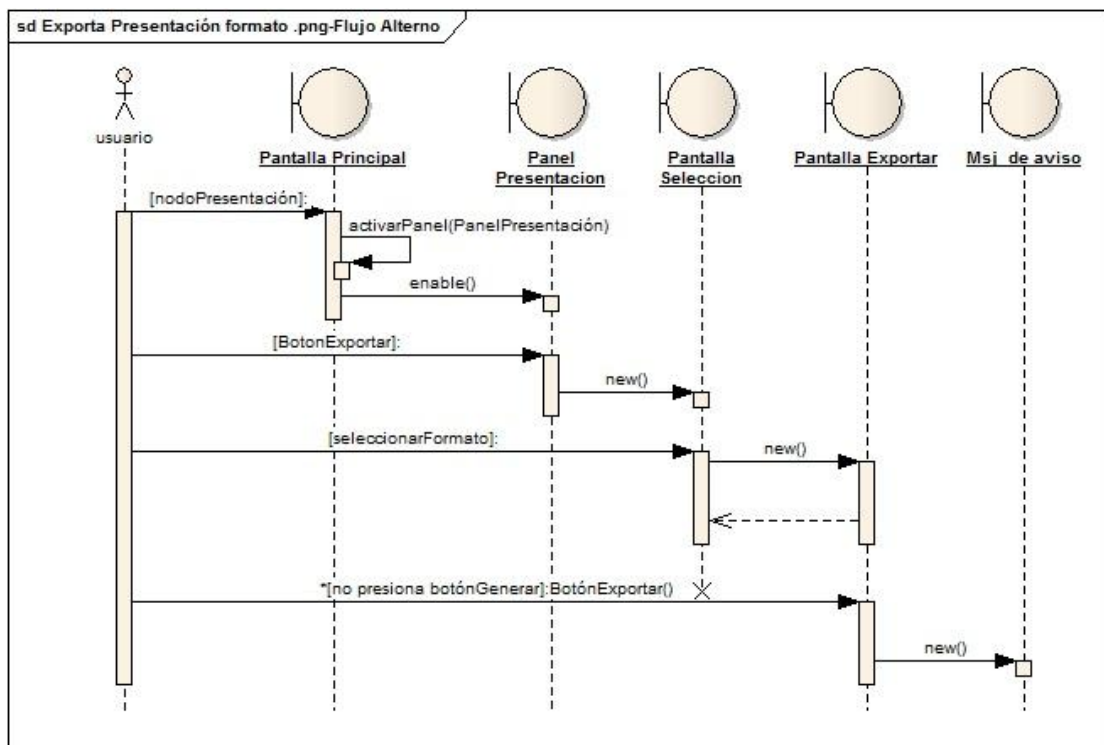 sd Exporta Presentación formato .png-Flujo Alterno
usuario
Pantalla Principal
Panel
Presentacion
Pantalla
Seleccion
Pantalla Exportar
Msj_de aviso
[nodoPresentación]:
activarPanel(PanelPresentación)
enable()
[BotonExportar]:
new()
[seleccionarFormato]:
new()
*[no presiona botónGenerar]:BotónExportar()
new()